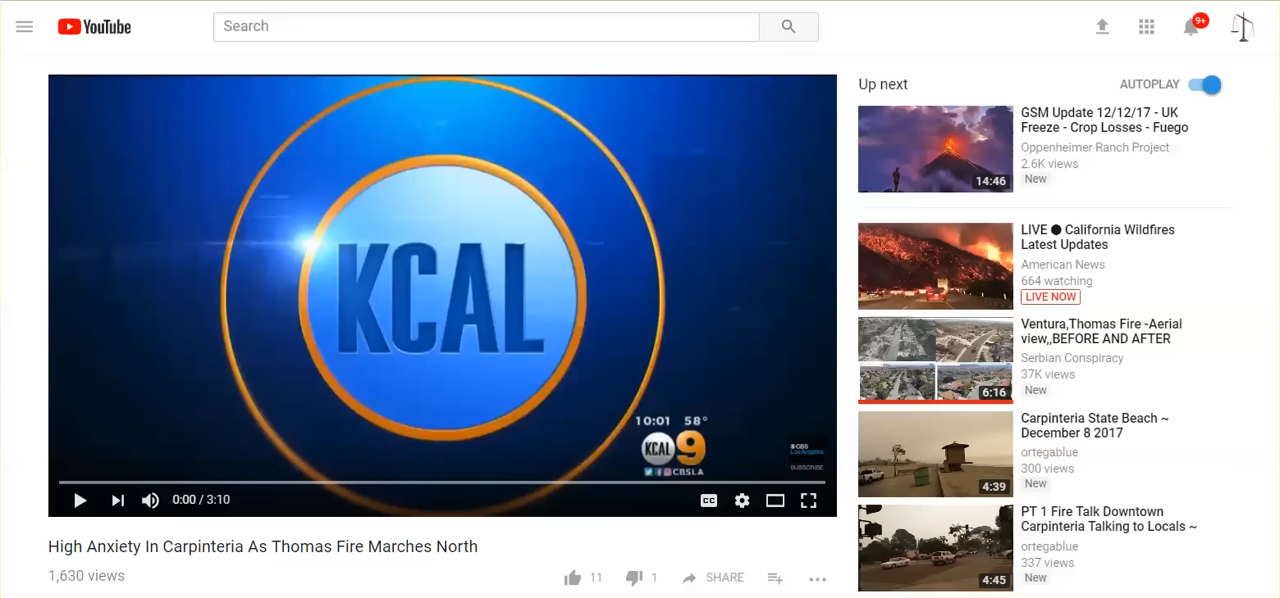 YouTube
Search
9+
KCAL
10:01 58°
KCAL 9
CBSLA
CBS
Los Angeles
SUBSCRIBE
0:00 / 3:10
CC
High Anxiety In Carpinteria As Thomas Fire Marches North
1,630 views
11
1
SHARE
Up next
AUTOPLAY
14:46
GSM Update 12/12/17 - UK
Freeze - Crop Losses - Fuego
Oppenheimer Ranch Project
2.6K views
New
LIVE ● California Wildfires
Latest Updates
American News
664 watching
LIVE NOW
6:16
Ventura,Thomas Fire -Aerial
view,,BEFORE AND AFTER
Serbian Conspiracy
37K views
New
4:39
Carpinteria State Beach ~
December 8 2017
ortegablue
300 views
New
4:45
PT 1 Fire Talk Downtown
Carpinteria Talking to Locals ~
ortegablue
337 views
New